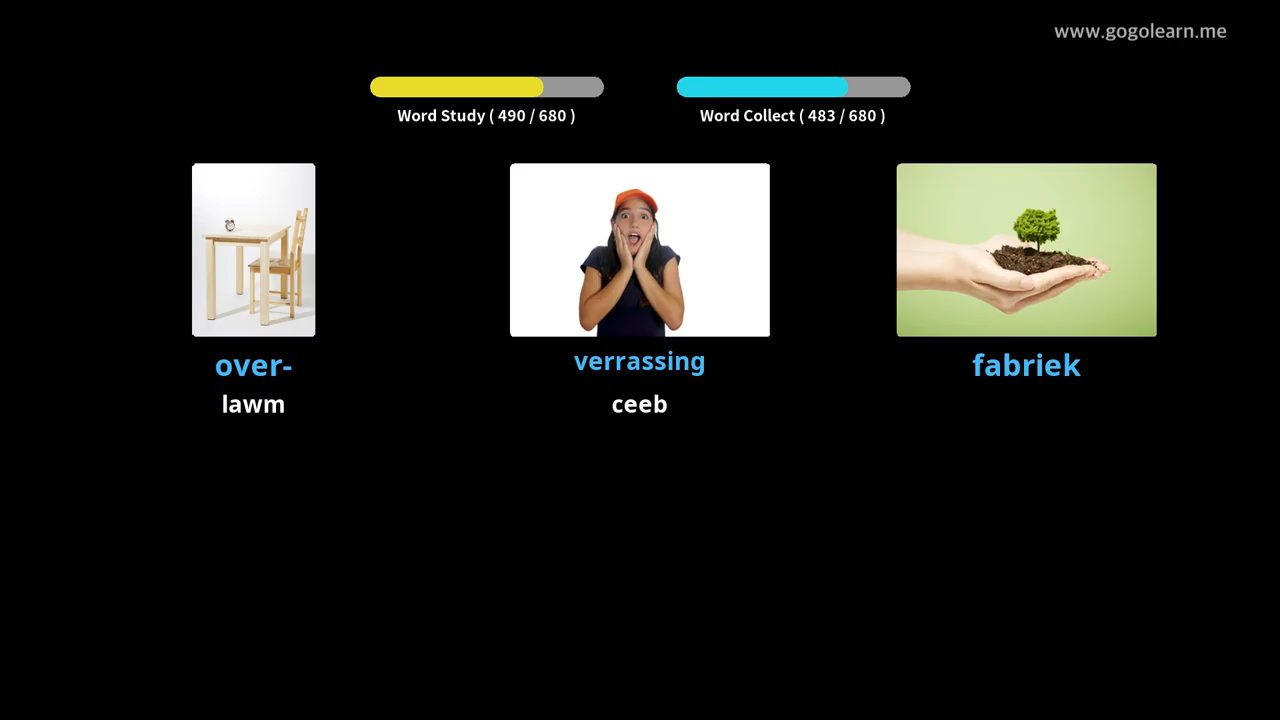 www.gogolearn.me
Word Study ( 490 / 680 )
Word Collect ( 483 / 680 )
over-
lawm
verrassing
ceeb
fabriek